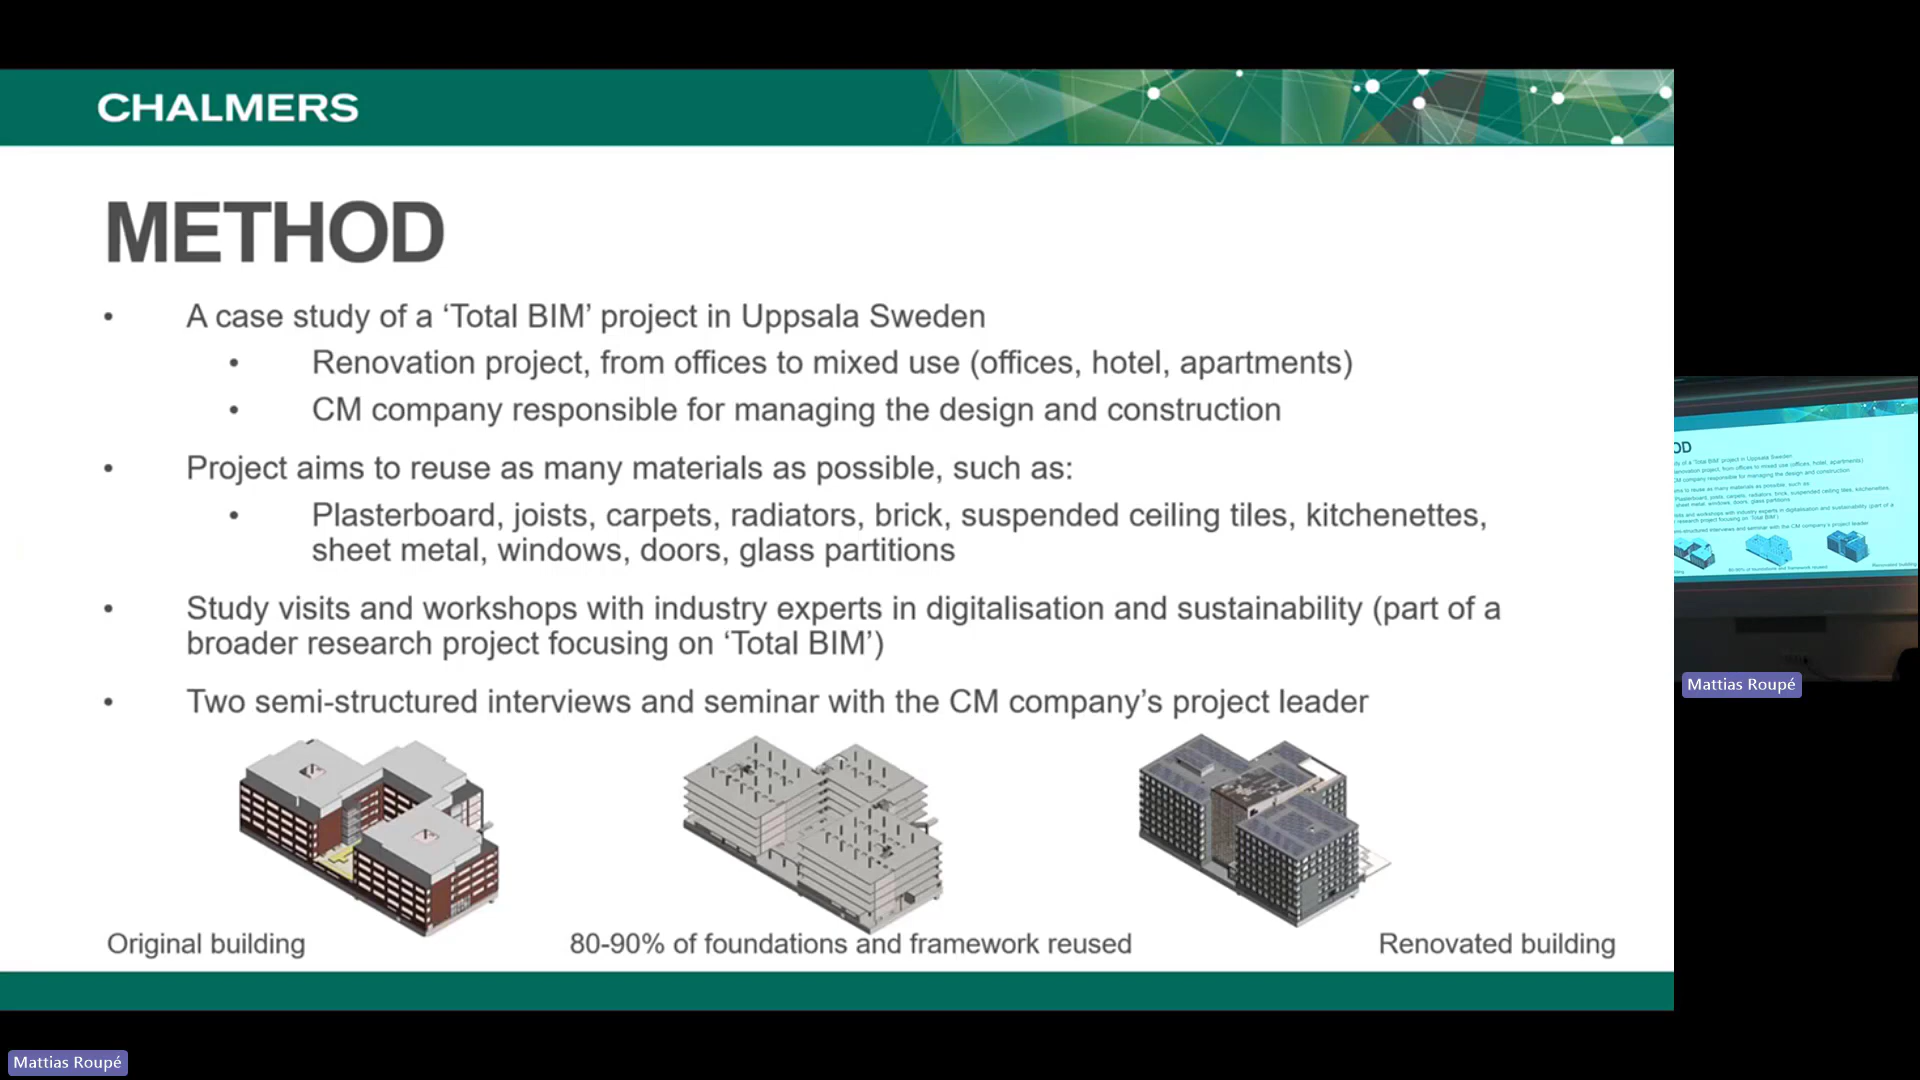 CHALMERS
METHOD
• A case study of a ‘Total BIM’ project in Uppsala Sweden
• Renovation project, from offices to mixed use (offices, hotel, apartments)
• CM company responsible for managing the design and construction
• Project aims to reuse as many materials as possible, such as:
• Plasterboard, joists, carpets, radiators, brick, suspended ceiling tiles, kitchenettes,
sheet metal, windows, doors, glass partitions
• Study visits and workshops with industry experts in digitalisation and sustainability (part of a
broader research project focusing on ‘Total BIM’)
• Two semi-structured interviews and seminar with the CM company’s project leader
Original building
80-90% of foundations and framework reused
Renovated building
Mattias Roupé
Mattias Roupé